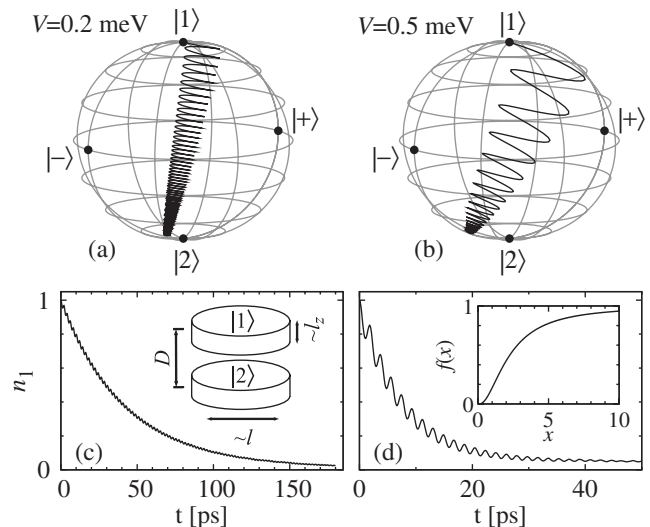 V=0.2 meV
|1⟩
V=0.5 meV
|1⟩
|−⟩
|+⟩
|−⟩
|+⟩
(a)
|2⟩
(b)
|2⟩
n₁
1
0
|1⟩
|2⟩
D
~l_z
~l
(c)
0 50 100 150
t [ps]
f(x)
1
0
0 5 10
x
(d)
0 20 40
t [ps]